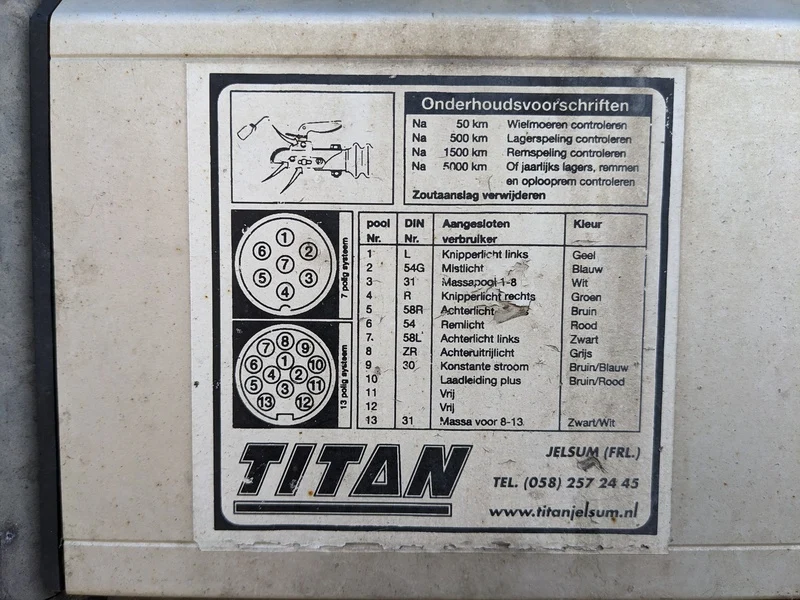 Onderhoudsvoorschriften
Na 50 km Wielmoeren controleren
Na 500 km Lagerspeling controleren
Na 1500 km Remspeling controleren
Na 5000 km Of jaarlijks lagers, remmen
en oplooprem controleren
Zoutaanslag verwijderen
1
6 2
7
5 3
4
7 polig systeem
8
7 9
6 1 10
4 2
5 3 11
13 12
13 polig systeem
pool DIN Aangesloten Kleur
Nr. Nr. verbruiker
1 L Knipperlicht links Geel
2 54G Mistlicht Blauw
3 31 Massapool 1-8 Wit
4 R Knipperlicht rechts Groen
5 58R Achterlicht Bruin
6 54 Remlicht Rood
7 58L Achterlicht links Zwart
8 ZR Achteruitrijlicht Grijs
9 30 Konstante stroom Bruin/Blauw
10 Laadleiding plus Bruin/Rood
11 Vrij
12 Vrij
13 31 Massa voor 8-13 Zwart/Wit
TITAN
JELSUM (FRL.)
TEL. (058) 257 24 45
www.titanjelsum.nl